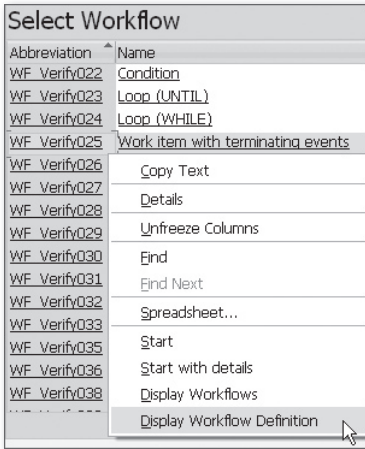 Select Workflow
Abbreviation Name
WF_Verify022 Condition
WF_Verify023 Loop (UNTIL)
WF_Verify024 Loop (WHILE)
WF_Verify025 Work item with terminating events
WF_Verify026
Copy Text
WF_Verify027
Details
WF_Verify028
WF_Verify029
Unfreeze Columns
WF_Verify030
Find
WF_Verify031
Find Next
WF_Verify032
Spreadsheet...
WF_Verify033
WF_Verify035
Start
WF_Verify036
Start with details
WF_Verify038
Display Workflows
Display Workflow Definition